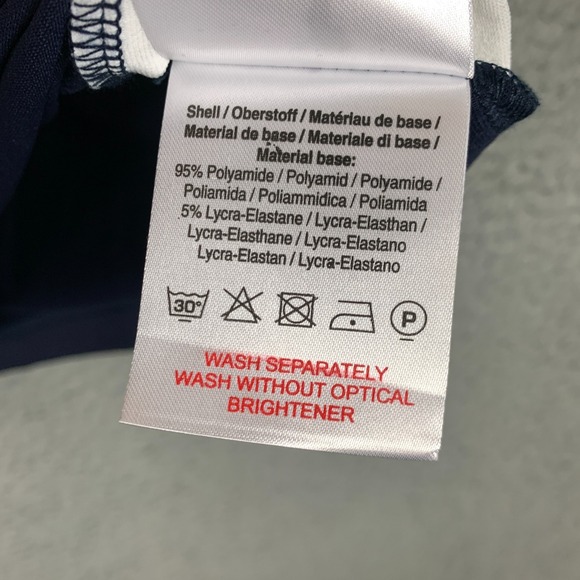 Shell / Oberstoff / Matériau de base /
Material de base / Materiale di base /
Material base:
95% Polyamide / Polyamid / Polyamide /
Poliamida / Poliammidica / Poliamida
5% Lycra-Elastane / Lycra-Elasthan /
Lycra-Elasthane / Lycra-Elastano
Lycra-Elastan / Lycra-Elastano
30° P
WASH SEPARATELY
WASH WITHOUT OPTICAL
BRIGHTENER